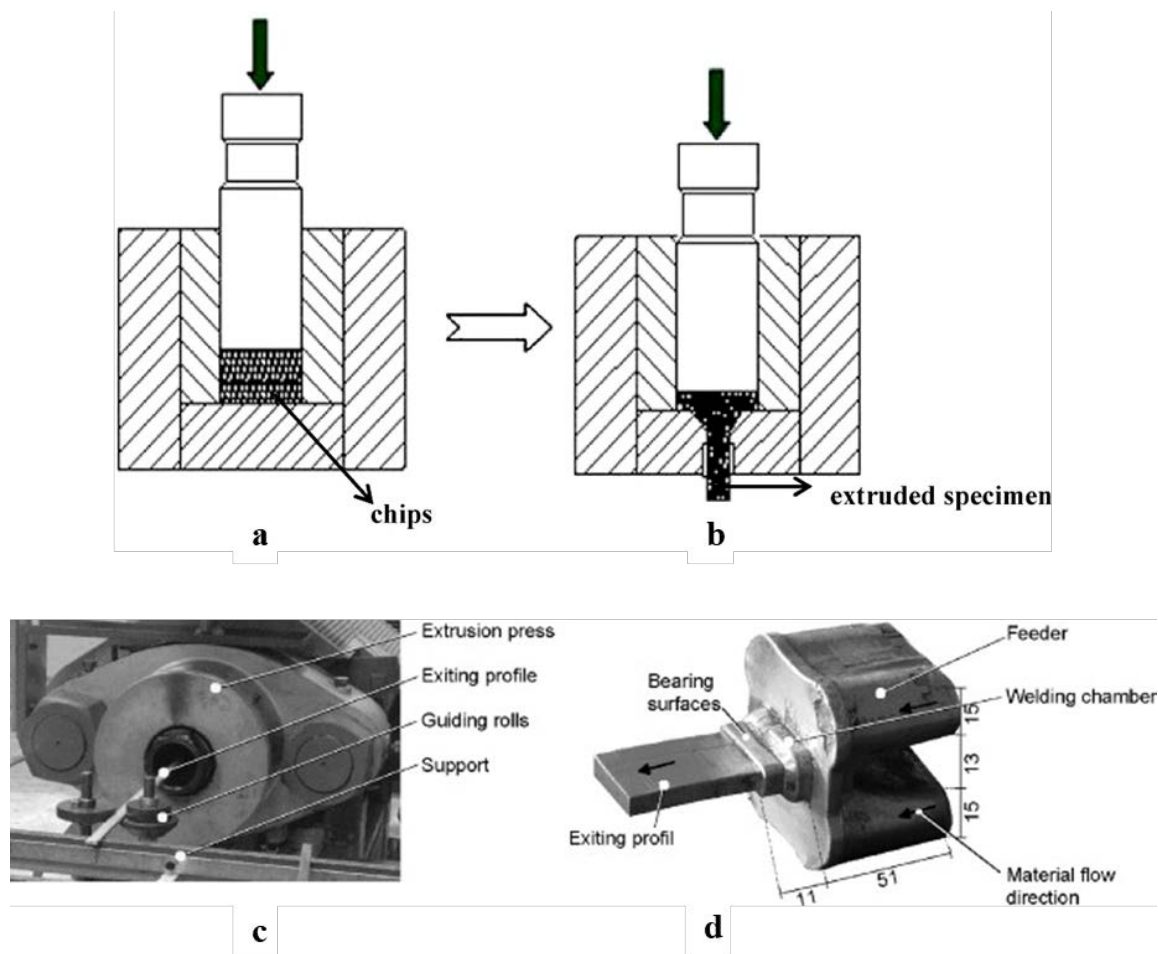 chips
extruded specimen
a
b
Extrusion press
Exiting profile
Guiding rolls
Support
Feeder
Bearing
surfaces
Welding chamber
15
13
15
Exiting profil
Material flow
direction
11
51
c
d